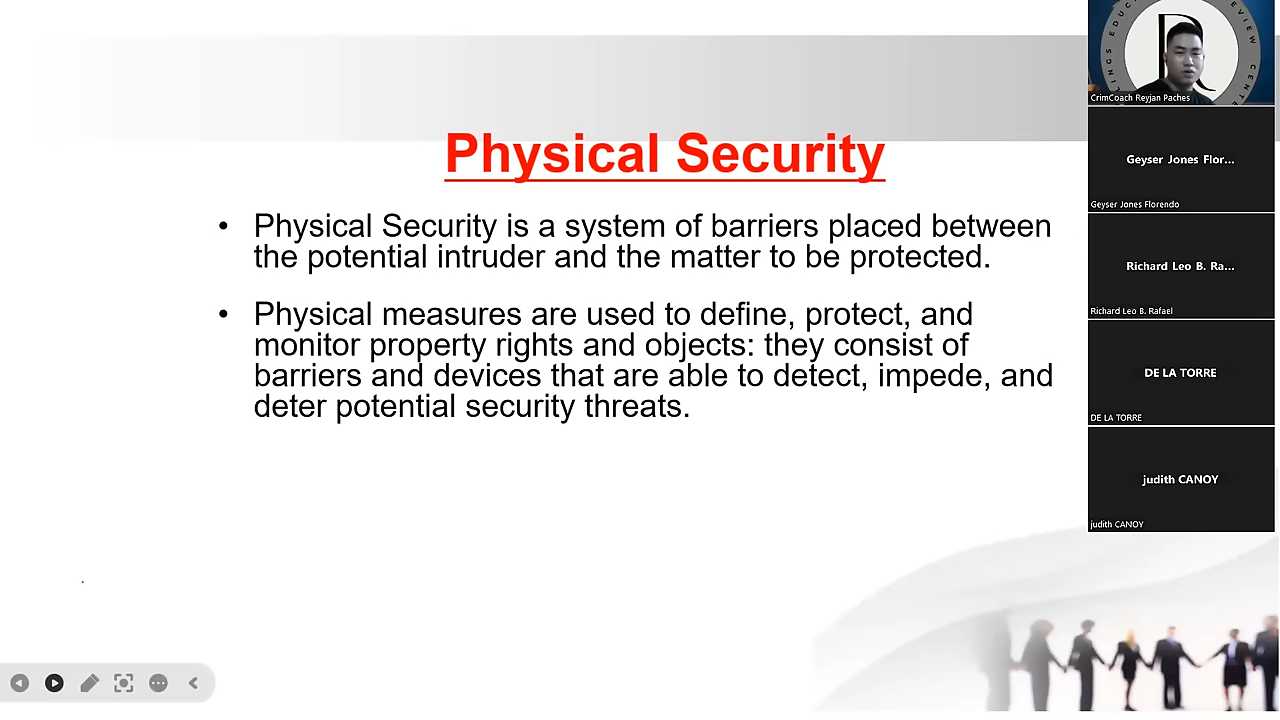 Physical Security
• Physical Security is a system of barriers placed between
the potential intruder and the matter to be protected.
• Physical measures are used to define, protect, and
monitor property rights and objects: they consist of
barriers and devices that are able to detect, impede, and
deter potential security threats.
.
R
CrimCoach Reyjan Paches
Geyser Jones Flor...
Geyser Jones Florendo
Richard Leo B. Ra...
Richard Leo B. Rafael
DE LA TORRE
DE LA TORRE
judith CANOY
judith CANOY